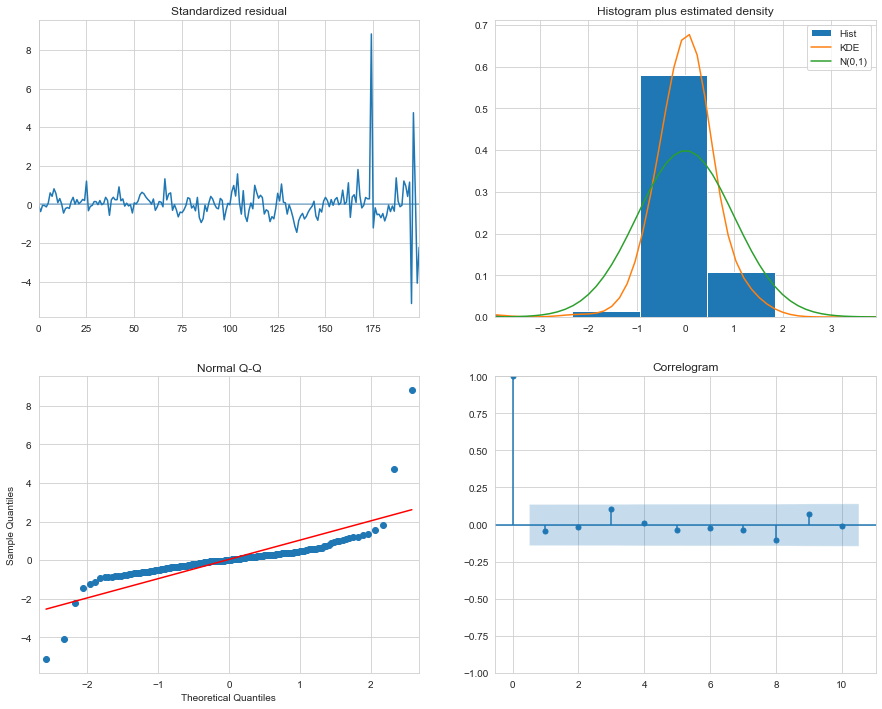 Standardized residual
8
6
4
2
0
−2
−4
0 25 50 75 100 125 150 175
Histogram plus estimated density
Hist
KDE
N(0,1)
0.7
0.6
0.5
0.4
0.3
0.2
0.1
0.0
−3 −2 −1 0 1 2 3
Normal Q-Q
Sample Quantiles
8
6
4
2
0
−2
−4
−2 −1 0 1 2
Theoretical Quantiles
Correlogram
1.00
0.75
0.50
0.25
0.00
−0.25
−0.50
−0.75
−1.00
0 2 4 6 8 10